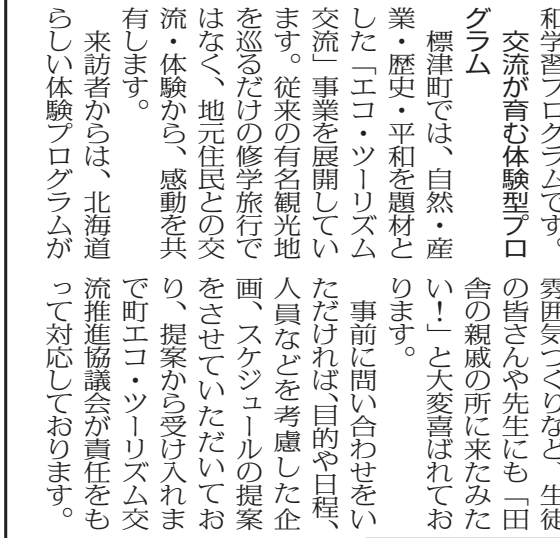 和学習プログラムです。
交流が育む体験型プロ
グラム
標津町では、自然・産
業・歴史・平和を題材と
した「エコ・ツーリズム
交流」事業を展開してい
ます。従来の有名観光地
を巡るだけの修学旅行で
はなく、地元住民との交
流・体験から、感動を共
有します。
来訪者からは、北海道
らしい体験プログラムが
雰囲気づくりなど、生徒
の皆さんや先生にも「田
舎の親戚の所に来たみた
い！」と大変喜ばれてお
ります。
事前に問い合わせをい
ただければ、目的や日程、
人員などを考慮した企
画、スケジュールの提案
をさせていただいてお
り、提案から受け入れま
で町エコ・ツーリズム交
流推進協議会が責任をも
って対応しております。